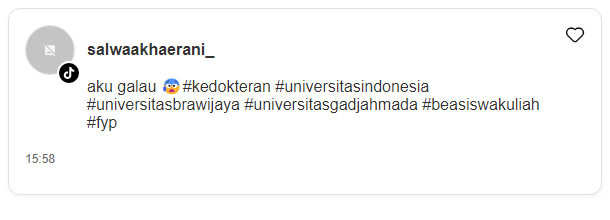 salwaakhaerani_
aku galau 😰#kedokteran #universitasindonesia
#universitasbrawijaya #universitasgadjahmada #beasiswakuliah
#fyp
15:58